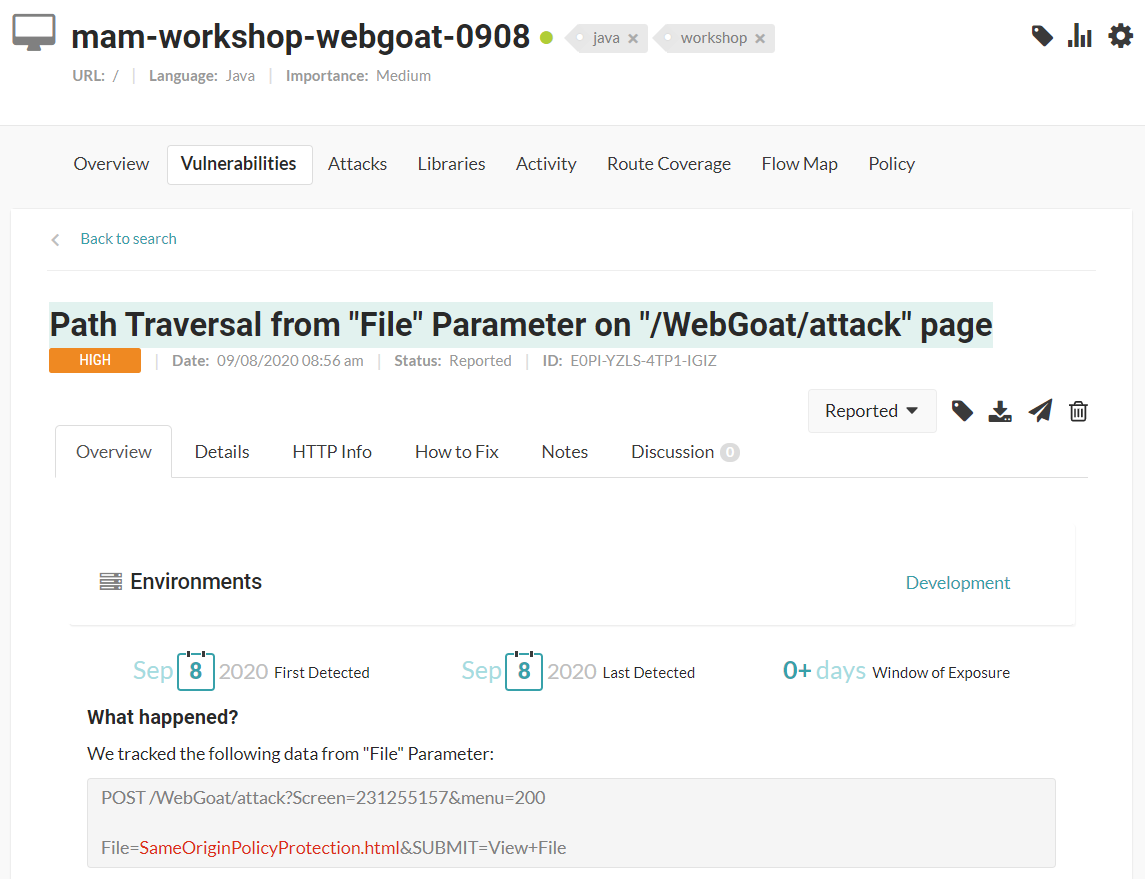 mam-workshop-webgoat-0908 java × workshop ×
URL: / | Language: Java | Importance: Medium
Overview Vulnerabilities Attacks Libraries Activity Route Coverage Flow Map Policy
Back to search
Path Traversal from "File" Parameter on "/WebGoat/attack" page
HIGH | Date: 09/08/2020 08:56 am | Status: Reported | ID: E0PI-YZLS-4TP1-IGIZ
Reported
Overview Details HTTP Info How to Fix Notes Discussion 0
Environments Development
Sep 8 2020 First Detected Sep 8 2020 Last Detected 0+ days Window of Exposure
What happened?
We tracked the following data from "File" Parameter:
POST /WebGoat/attack?Screen=231255157&menu=200
File=SameOriginPolicyProtection.html&SUBMIT=View+File